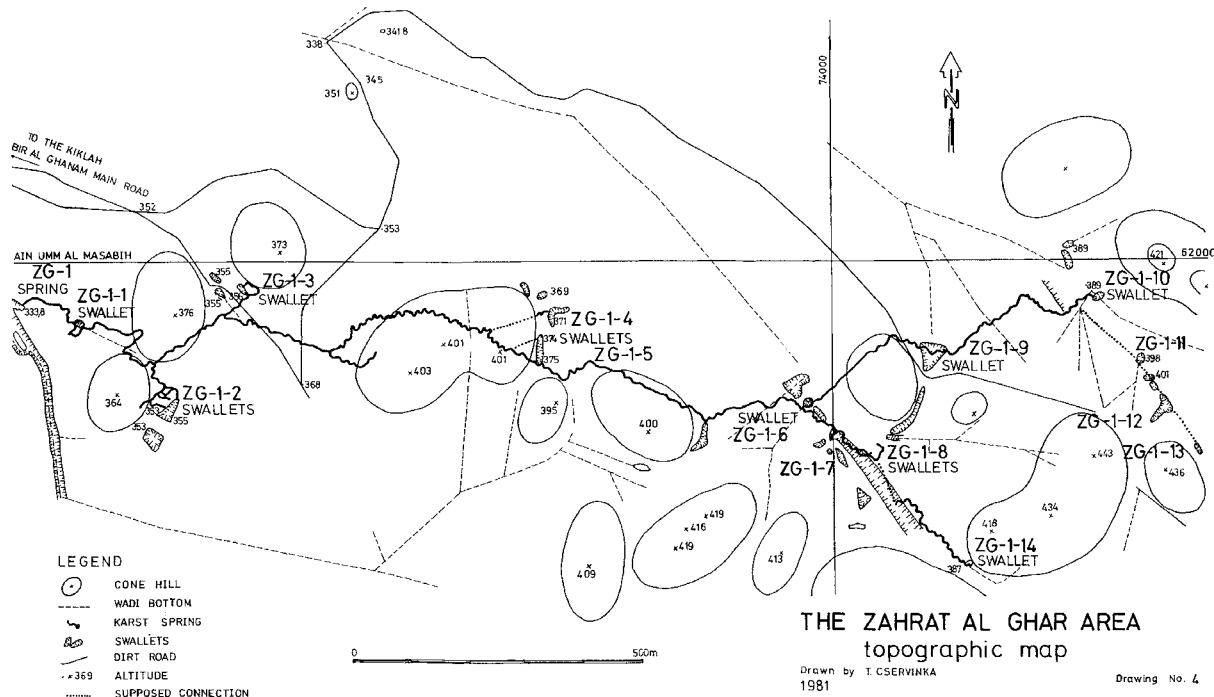 338
□341.8
345
351
74000
N
TO THE KIKLAH
BIR AL GHANAM MAIN ROAD
352
353
373
389
421
62000
AIN UMM AL MASABIH
ZG-1
SPRING
333,8
ZG-1-1
SWALLET
376
355
355
356
ZG-1-3
SWALLET
369
371
374
375
ZG-1-4
SWALLETS
401
401
403
ZG-1-5
368
389
ZG-1-10
SWALLET
ZG-1-9
SWALLET
ZG-1-11
398
401
364
353
355
353
ZG-1-2
SWALLETS
395
400
SWALLET
ZG-1-6
ZG-1-7
ZG-1-8
SWALLETS
ZG-1-12
ZG-1-13
443
436
434
418
419
416
419
413
409
387
ZG-1-14
SWALLET
LEGEND
CONE HILL
WADI BOTTOM
KARST SPRING
SWALLETS
DIRT ROAD
369 ALTITUDE
SUPPOSED CONNECTION
0 500m
THE ZAHRAT AL GHAR AREA
topographic map
Drawn by T. CSERVINKA
1981
Drawing No. 4